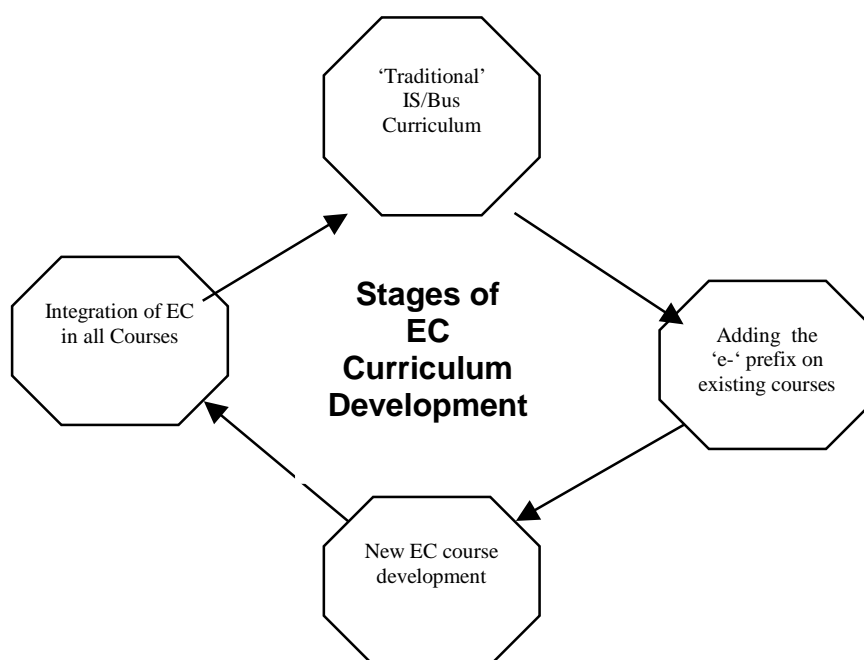 ‘Traditional’
IS/Bus
Curriculum
Integration of EC
in all Courses
Stages of
EC
Curriculum
Development
Adding  the
‘e-‘ prefix on
existing courses
New EC course
development